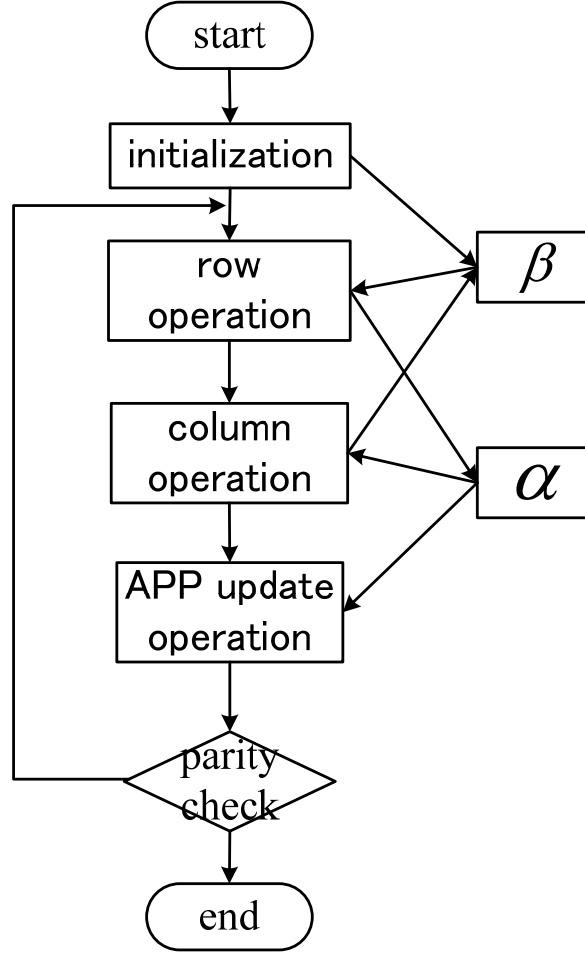 start
initialization
row
operation
β
column
operation
α
APP update
operation
parity
check
end